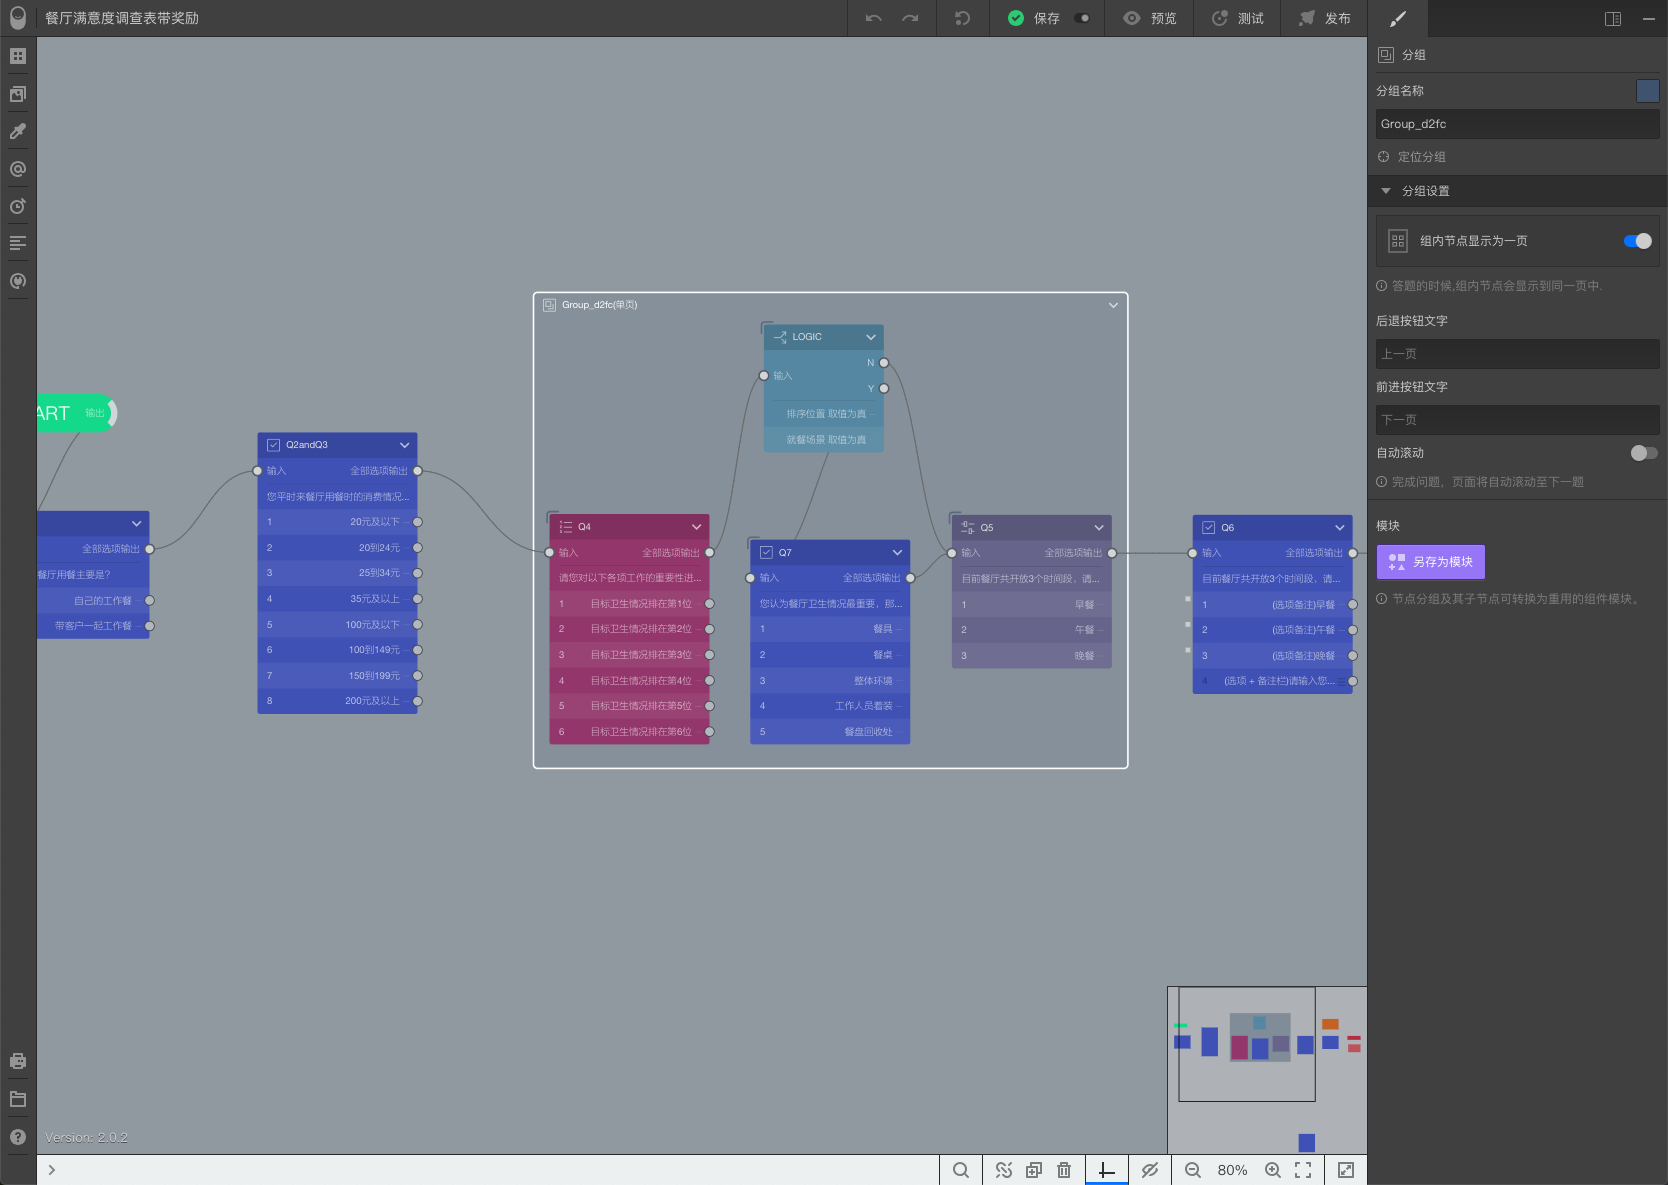 餐厅满意度调查表带奖励
保存
预览
测试
发布
ART 输出
全部选项输出
餐厅用餐主要是?
自己的工作餐
带客户一起工作餐
Q2andQ3
输入 全部选项输出
您平时来餐厅用餐时的消费情况...
1 20元及以下
2 20到24元
3 25到34元
4 35元及以上
5 100元及以下
6 100到149元
7 150到199元
8 200元及以上
Group_d2fc(单页)
LOGIC
N
输入
Y
排序位置 取值为真
就餐场景 取值为真
Q4
输入 全部选项输出
请您对以下各项工作的重要性进...
1 目标卫生情况排在第1位
2 目标卫生情况排在第2位
3 目标卫生情况排在第3位
4 目标卫生情况排在第4位
5 目标卫生情况排在第5位
6 目标卫生情况排在第6位
Q7
输入 全部选项输出
您认为餐厅卫生情况最重要，那...
1 餐具
2 餐桌
3 整体环境
4 工作人员着装
5 餐盘回收处
Q5
输入 全部选项输出
目前餐厅共开放3个时间段，请...
1 早餐
2 午餐
3 晚餐
Q6
输入 全部选项输出
目前餐厅共开放3个时间段，请...
1 (选项备注)早餐
2 (选项备注)午餐
3 (选项备注)晚餐
4 (选项 + 备注栏)请输入您...
分组
分组名称
Group_d2fc
定位分组
分组设置
组内节点显示为一页
答题的时候,组内节点会显示到同一页中.
后退按钮文字
上一页
前进按钮文字
下一页
自动滚动
完成问题，页面将自动滚动至下一题
模块
另存为模块
节点分组及其子节点可转换为重用的组件模块。
Version: 2.0.2
80%